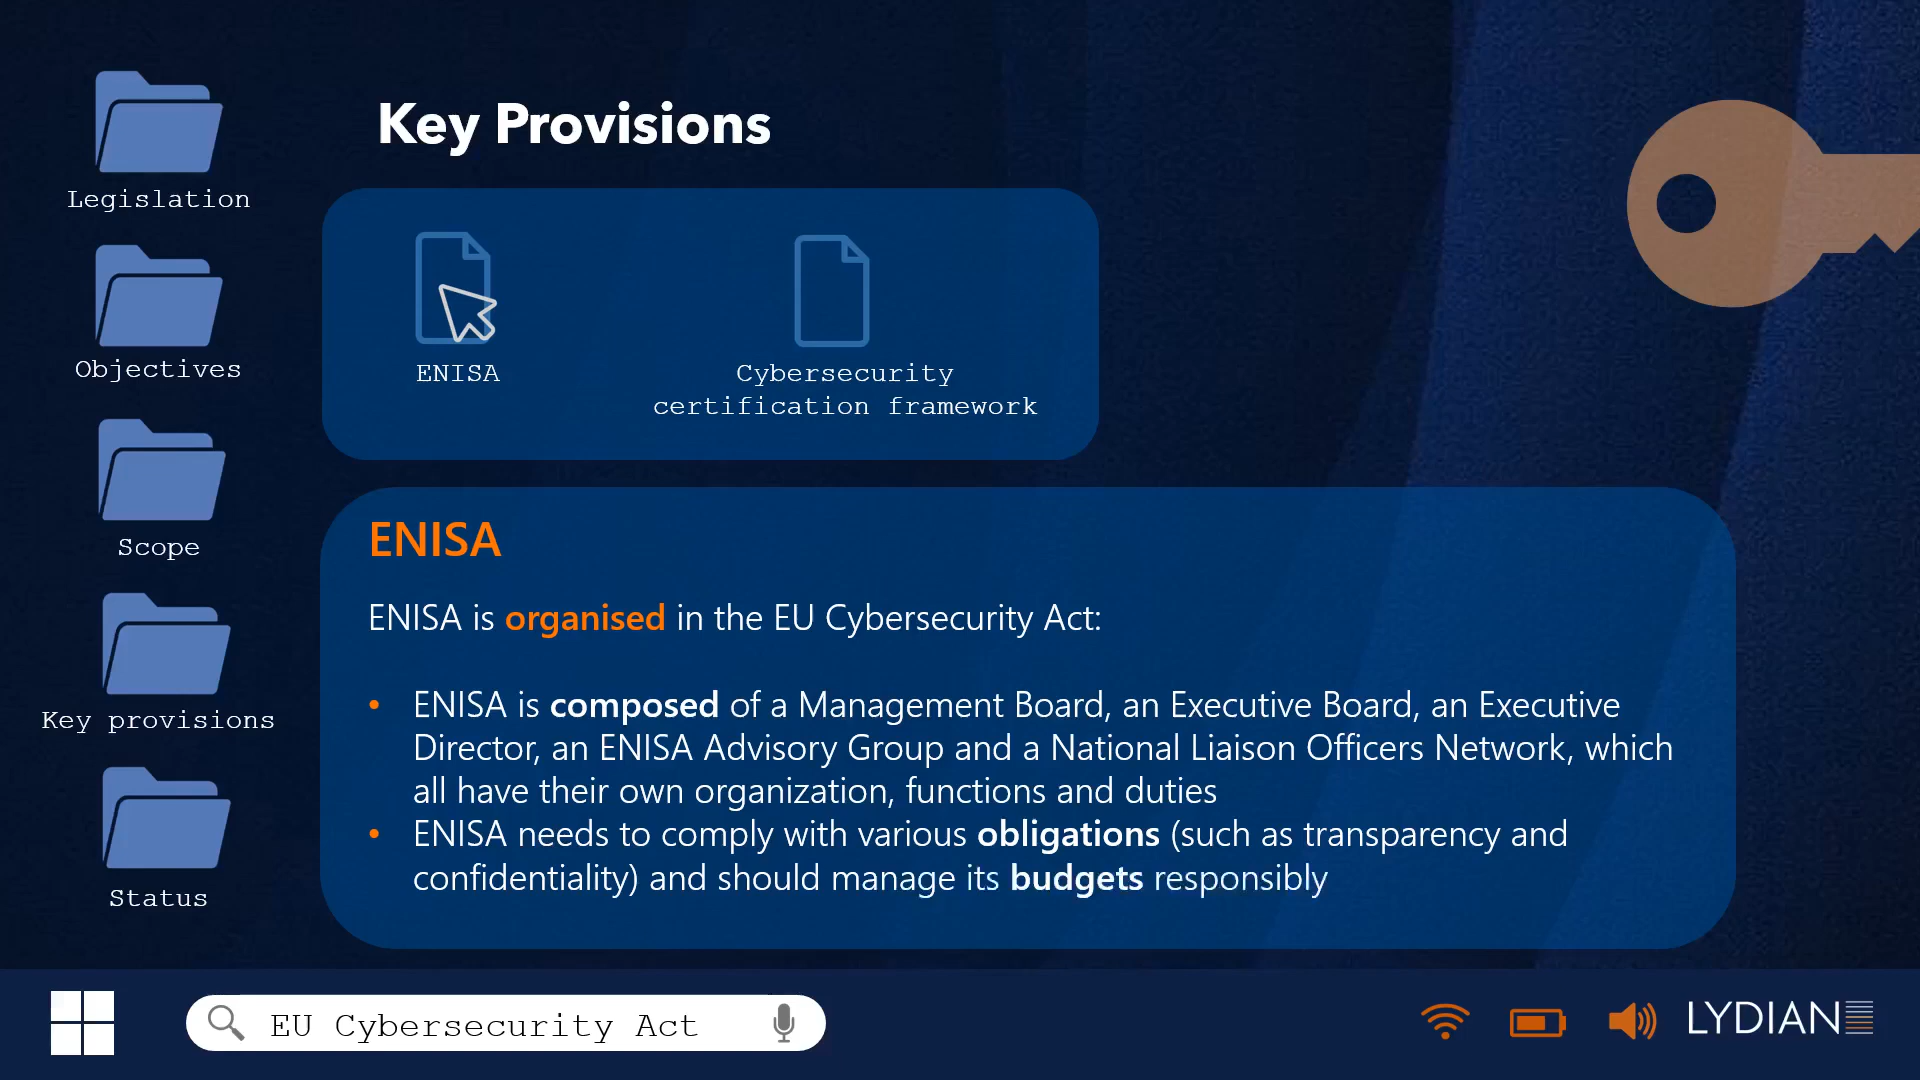 Key Provisions
Legislation
Objectives
Scope
Key provisions
Status
ENISA
Cybersecurity
certification framework
ENISA
ENISA is organised in the EU Cybersecurity Act:
• ENISA is composed of a Management Board, an Executive Board, an Executive
Director, an ENISA Advisory Group and a National Liaison Officers Network, which
all have their own organization, functions and duties
• ENISA needs to comply with various obligations (such as transparency and
confidentiality) and should manage its budgets responsibly
EU Cybersecurity Act
LYDIAN